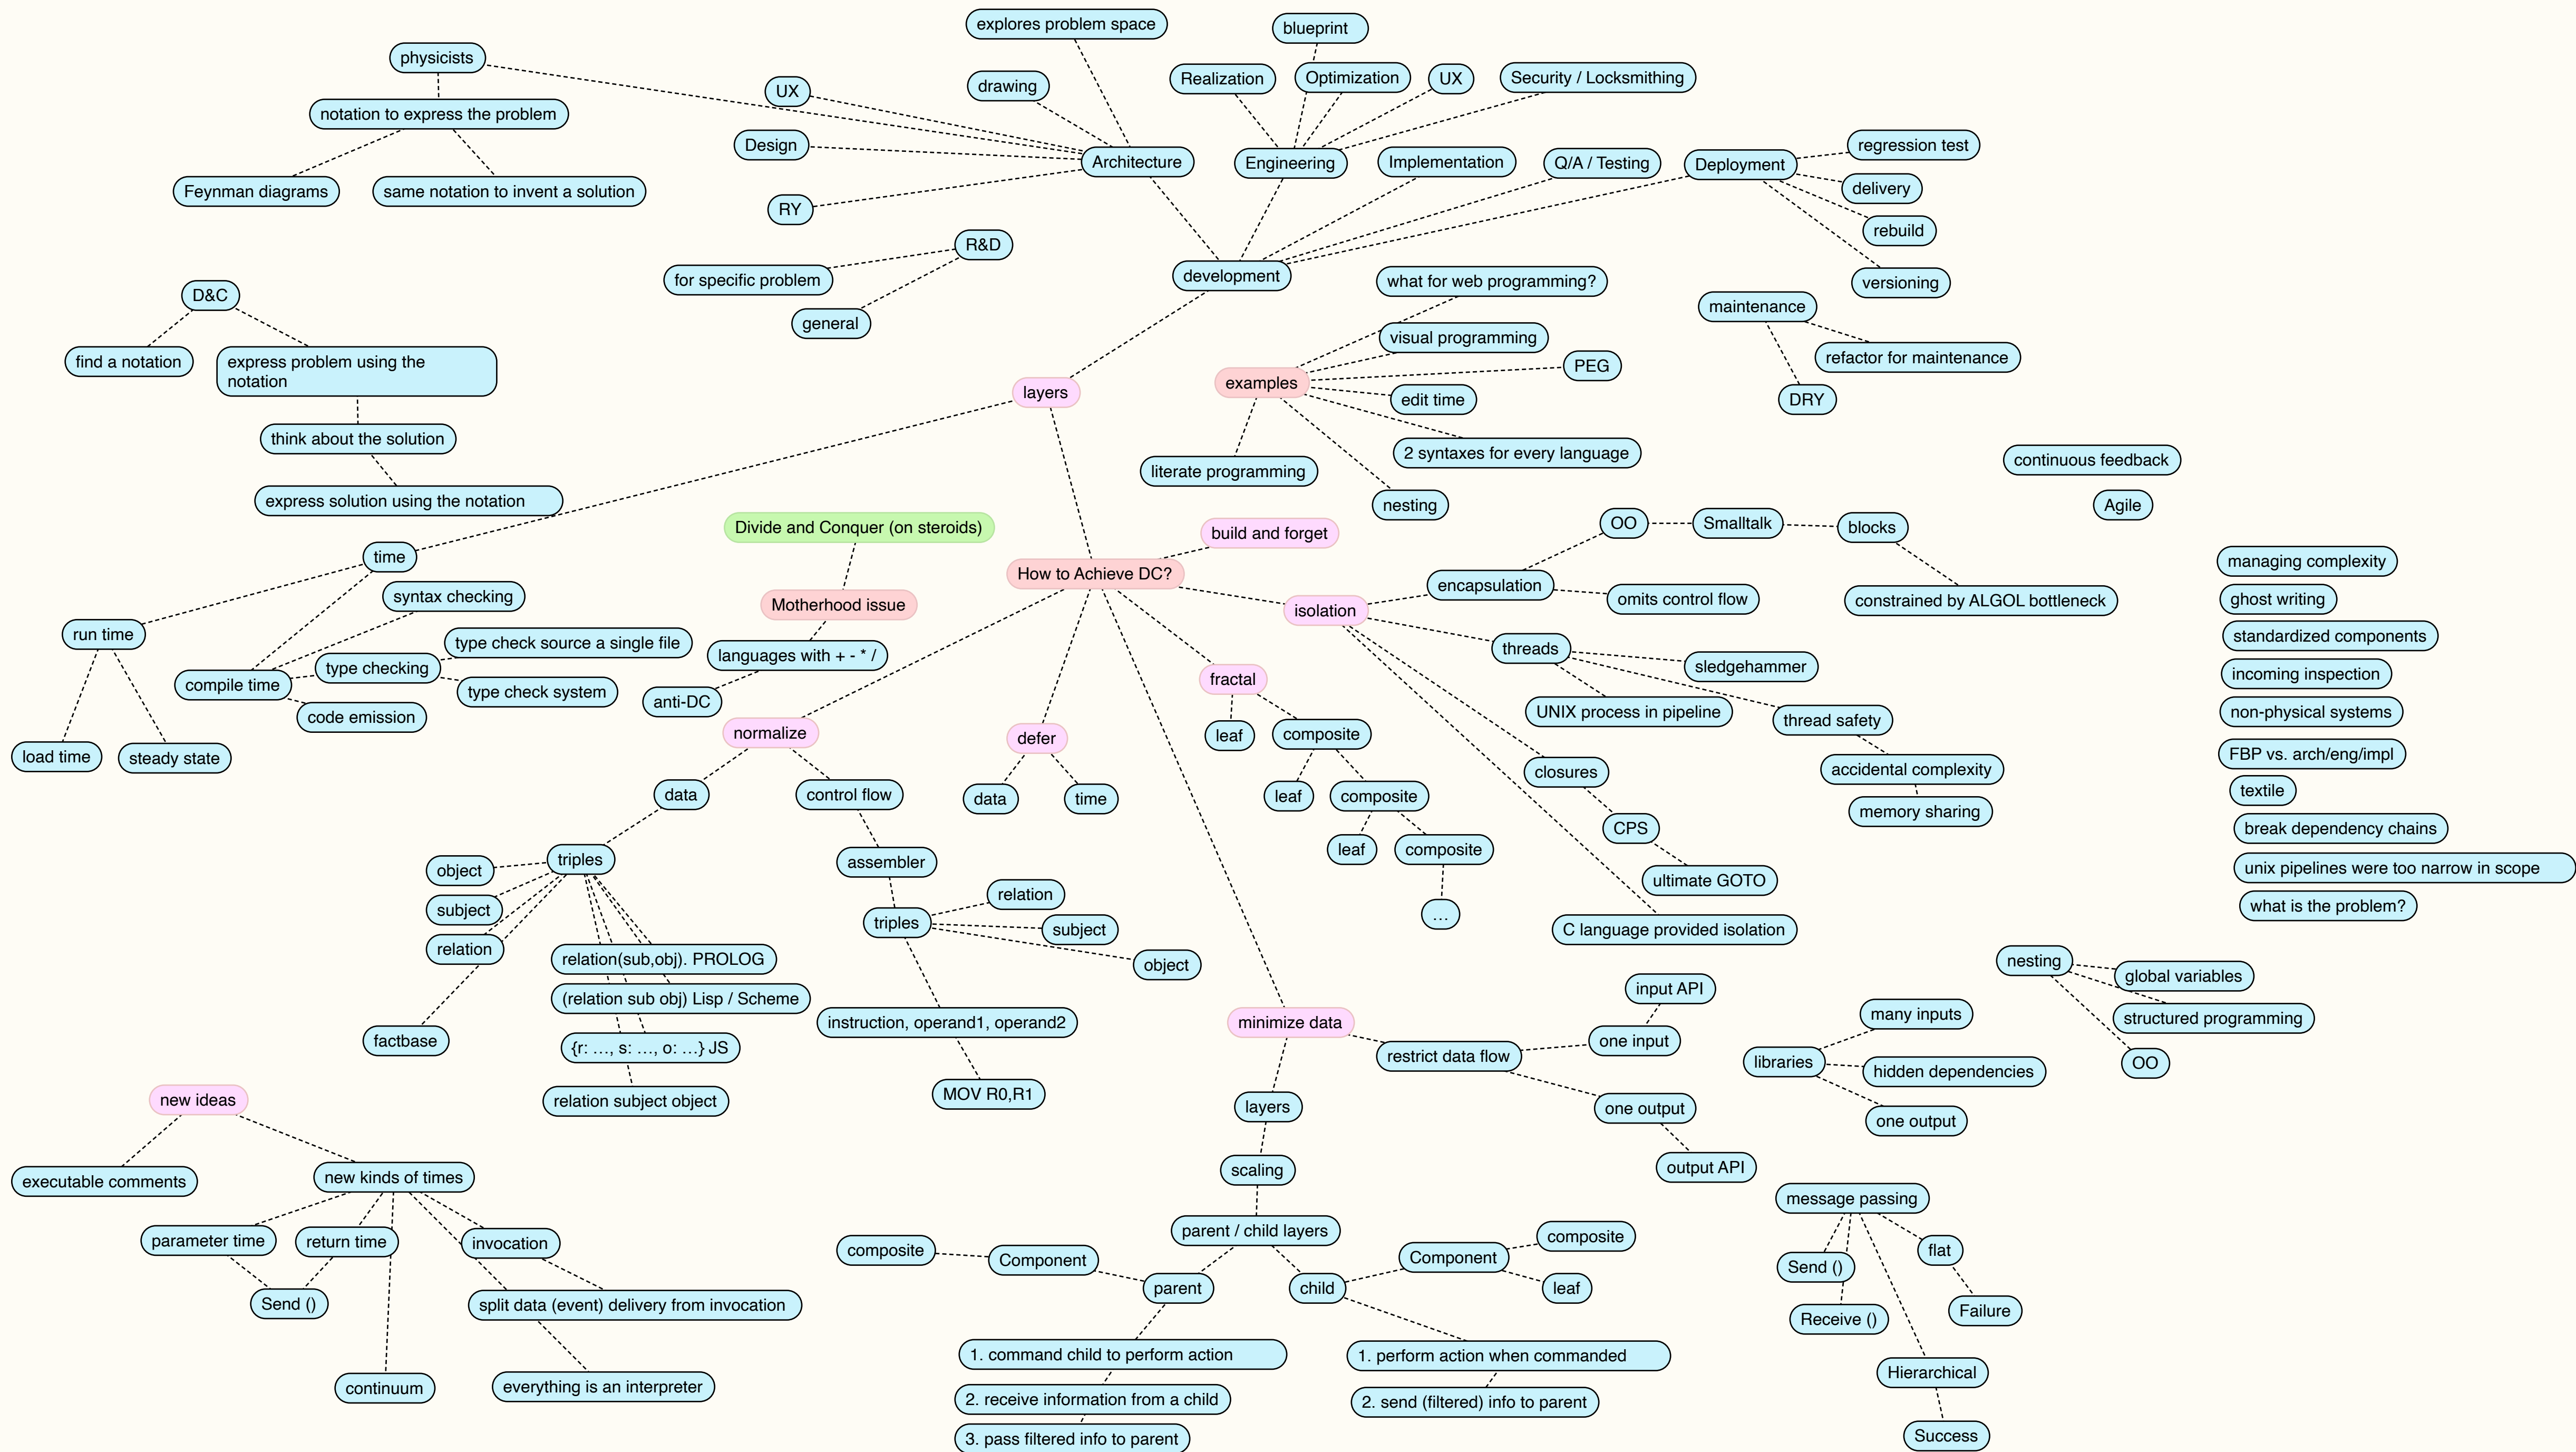 explores problem space
blueprint
physicists
drawing
Realization
Optimization
UX
Security / Locksmithing
UX
notation to express the problem
Design
Architecture
Engineering
Implementation
Q/A / Testing
Deployment
regression test
delivery
Feynman diagrams
same notation to invent a solution
RY
rebuild
R&D
for specific problem
development
what for web programming?
versioning
D&C
general
maintenance
find a notation
express problem using the
notation
visual programming
refactor for maintenance
PEG
layers
examples
edit time
DRY
think about the solution
2 syntaxes for every language
continuous feedback
literate programming
express solution using the notation
nesting
Agile
Divide and Conquer (on steroids)
build and forget
OO
Smalltalk
blocks
time
How to Achieve DC?
managing complexity
syntax checking
Motherhood issue
isolation
encapsulation
omits control flow
constrained by ALGOL bottleneck
ghost writing
run time
type check source a single file
standardized components
languages with + - * /
threads
sledgehammer
type checking
compile time
type check system
anti-DC
fractal
incoming inspection
code emission
UNIX process in pipeline
thread safety
non-physical systems
normalize
defer
leaf
composite
load time
steady state
FBP vs. arch/eng/impl
closures
accidental complexity
data
control flow
data
time
leaf
composite
textile
memory sharing
CPS
break dependency chains
object
triples
assembler
leaf
composite
unix pipelines were too narrow in scope
ultimate GOTO
subject
relation
triples
subject
…
what is the problem?
relation
relation(sub,obj). PROLOG
object
C language provided isolation
nesting
global variables
(relation sub obj) Lisp / Scheme
input API
instruction, operand1, operand2
minimize data
many inputs
structured programming
factbase
{r: …, s: …, o: …} JS
restrict data flow
one input
libraries
hidden dependencies
OO
new ideas
relation subject object
MOV R0,R1
layers
one output
one output
executable comments
new kinds of times
scaling
output API
message passing
parameter time
return time
invocation
composite
Component
parent / child layers
Component
composite
flat
Send ()
Send ()
split data (event) delivery from invocation
parent
child
leaf
Receive ()
Failure
1. command child to perform action
1. perform action when commanded
continuum
everything is an interpreter
2. receive information from a child
2. send (filtered) info to parent
Hierarchical
3. pass filtered info to parent
Success